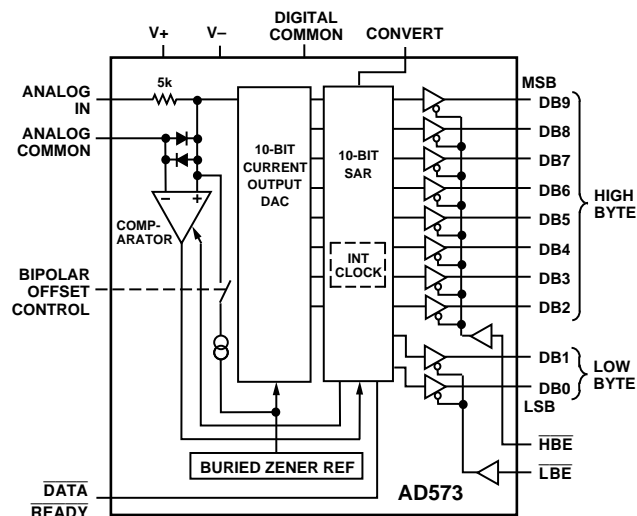 V+
V–
DIGITAL
COMMON
CONVERT
ANALOG
IN
5k
ANALOG
COMMON
10-BIT
CURRENT
OUTPUT
DAC
10-BIT
SAR
INT
CLOCK
–
+
COMP-
ARATOR
BIPOLAR
OFFSET
CONTROL
MSB
DB9
DB8
DB7
DB6
DB5
DB4
DB3
DB2
HIGH
BYTE
DB1
DB0
LOW
BYTE
LSB
HBE
LBE
BURIED ZENER REF
AD573
DATA
READY